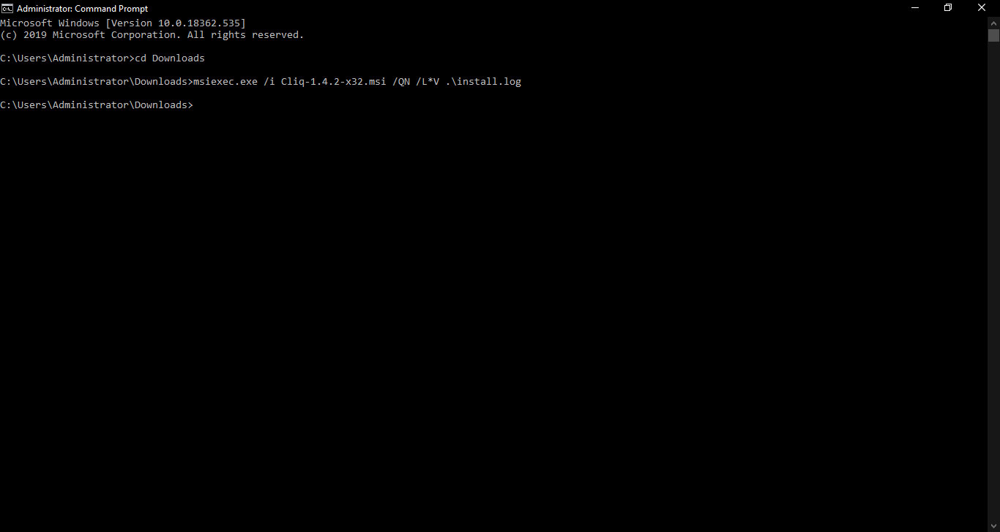 Administrator: Command Prompt
Microsoft Windows [Version 10.0.18362.535]
(c) 2019 Microsoft Corporation. All rights reserved.
C:\Users\Administrator>cd Downloads
C:\Users\Administrator\Downloads>msiexec.exe /i Cliq-1.4.2-x32.msi /QN /L*V .\install.log
C:\Users\Administrator\Downloads>